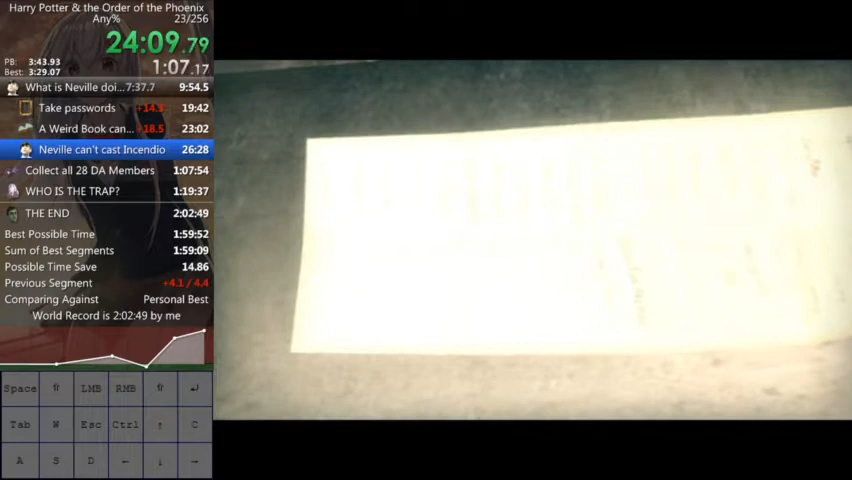 Harry Potter & the Order of the Phoenix
Any% 23/256
24:09.79
PB: 3:43.93
Best: 3:29.07 1:07.17
What is Neville doi... 7:37.7 9:54.5
Take passwords 19:42
A Weird Book can... +18.5 23:02
Neville can't cast Incendio 26:28
Collect all 28 DA Members 1:07:54
WHO IS THE TRAP? 1:19:37
THE END 2:02:49
Best Possible Time 1:59:52
Sum of Best Segments 1:59:09
Possible Time Save 14.86
Previous Segment +4.1 / 4.4
Comparing Against Personal Best
World Record is 2:02:49 by me
Space ⇧ LMB RMB ⇧ ↵
Tab W Esc Ctrl ↑ C
A S D ← ↓ →